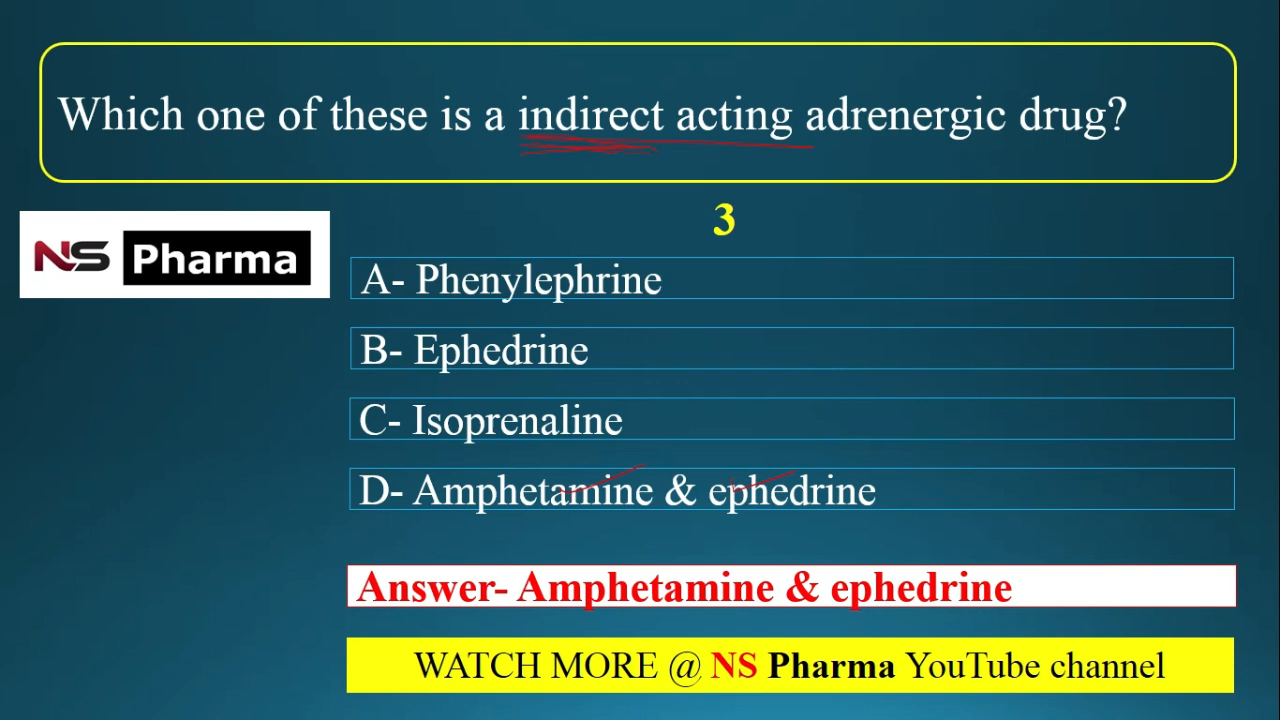 Which one of these is a indirect acting adrenergic drug?
3
NS Pharma
A- Phenylephrine
B- Ephedrine
C- Isoprenaline
D- Amphetamine & ephedrine
Answer- Amphetamine & ephedrine
WATCH MORE @ NS Pharma YouTube channel